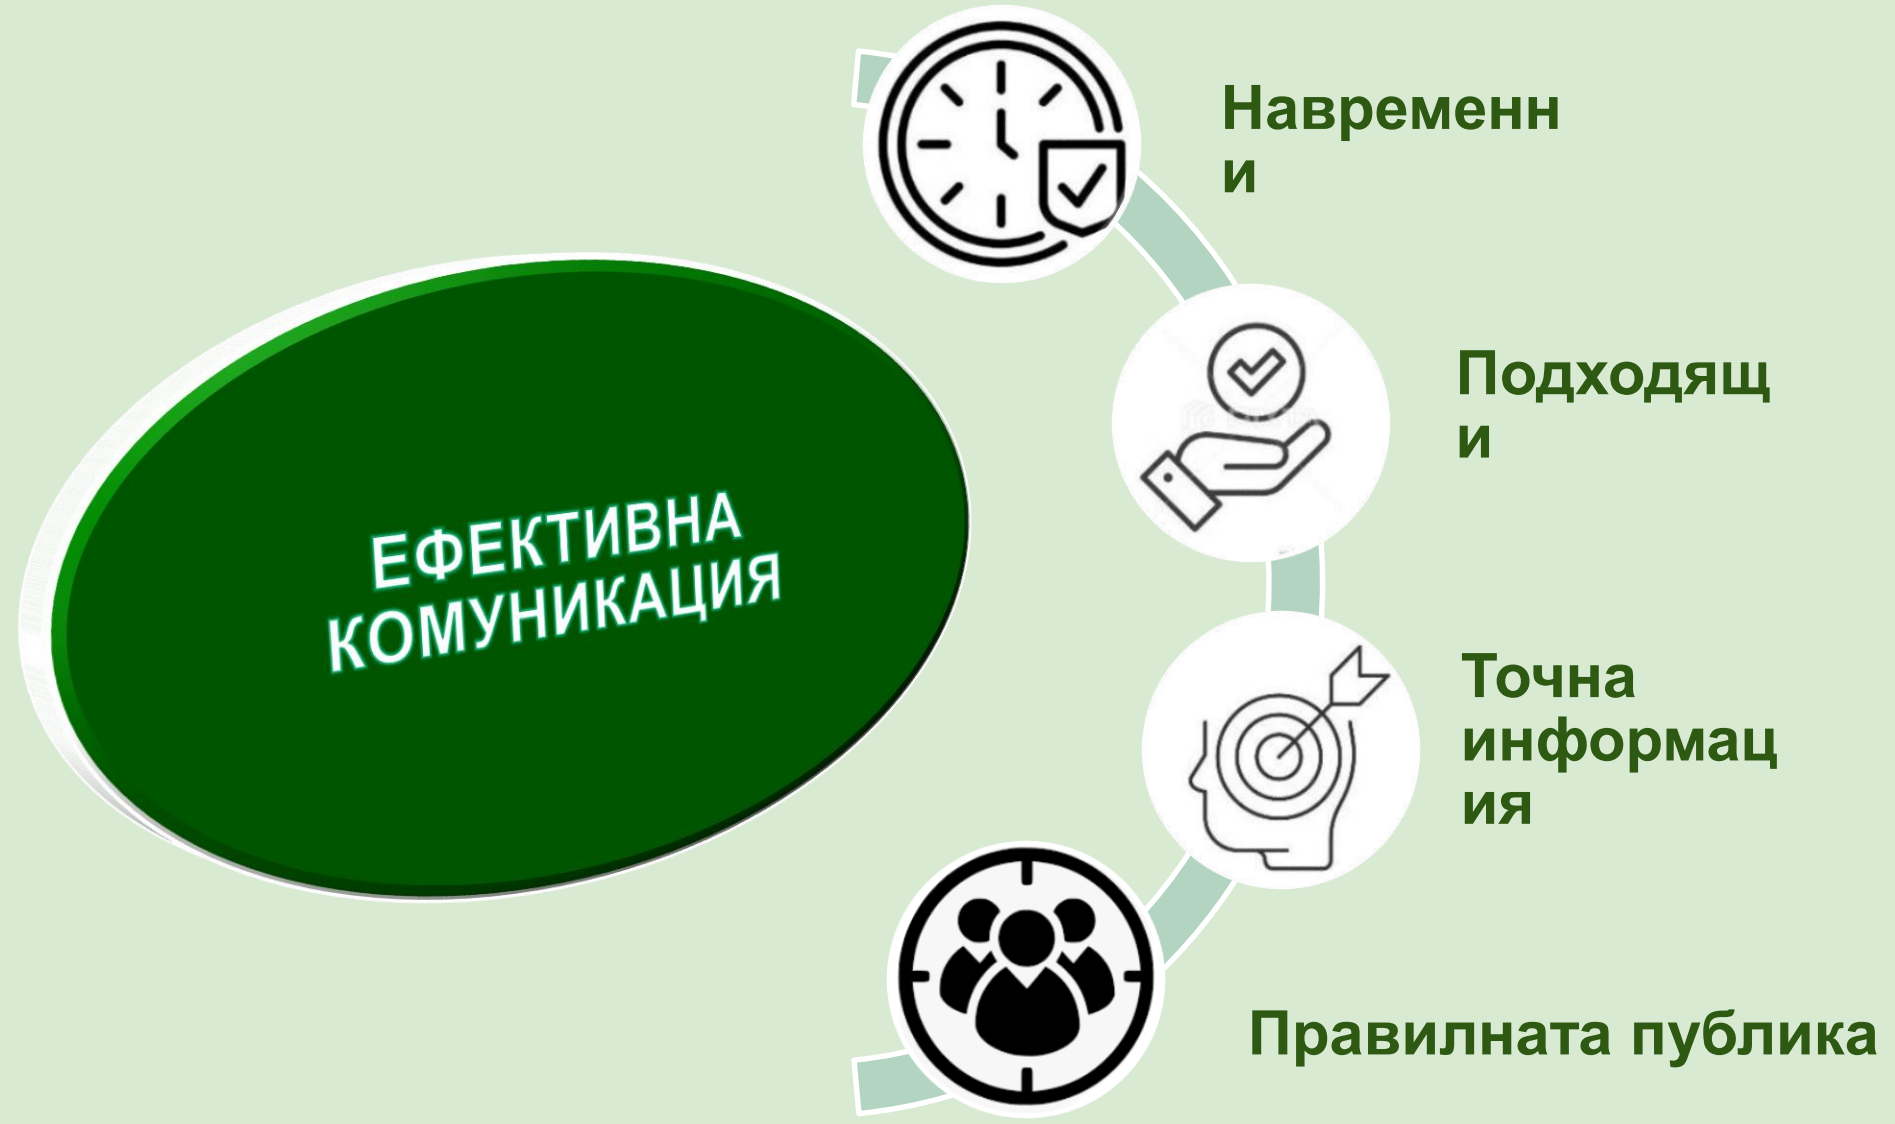 Навременн
и
Подходящ
и
ЕФЕКТИВНА
КОМУНИКАЦИЯ
Точна
информац
ия
Правилната публика